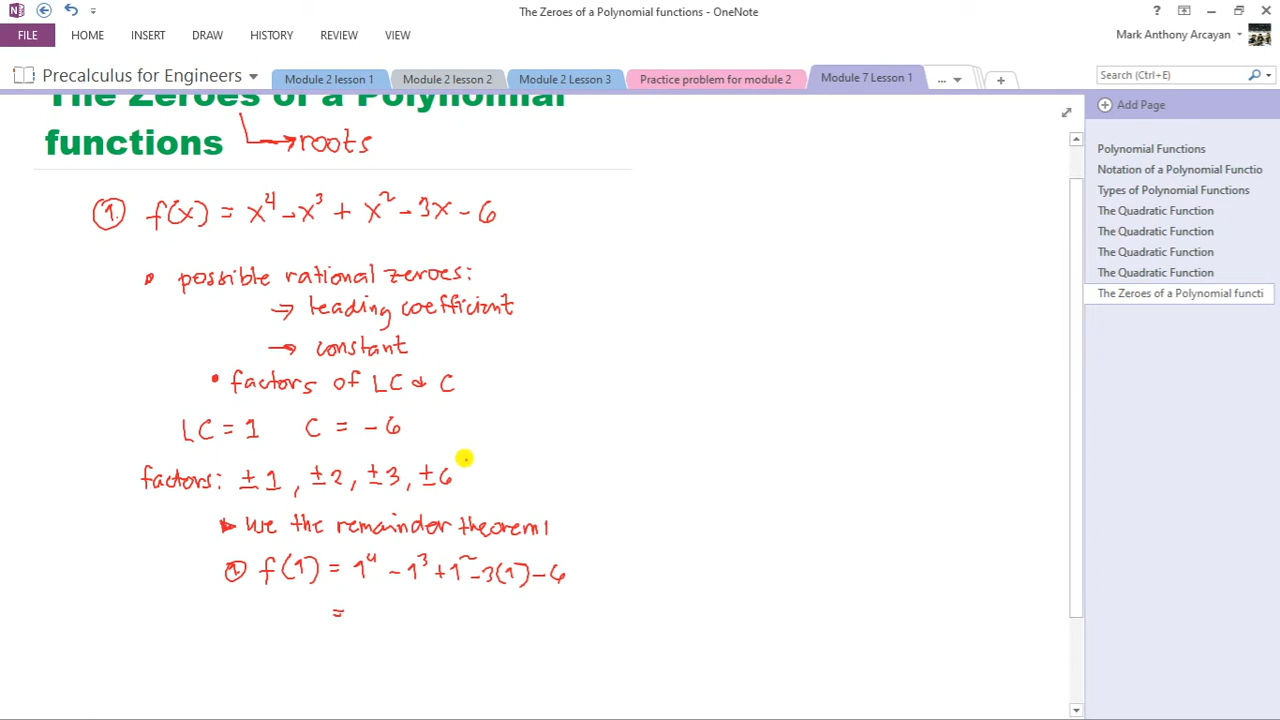 The Zeroes of a Polynomial functions - OneNote
FILE HOME INSERT DRAW HISTORY REVIEW VIEW
Mark Anthony Arcayan
Precalculus for Engineers
Module 2 lesson 1
Module 2 lesson 2
Module 2 Lesson 3
Practice problem for module 2
Module 7 Lesson 1
...
Search (Ctrl+E)
The Zeroes of a Polynomial
functions
→ roots
1. f(x) = x⁴ - x³ + x² - 3x - 6
• possible rational zeroes:
→ leading coefficient
→ constant
• factors of LC & C
LC = 1 C = -6
factors: ±1, ±2, ±3, ±6
use the remainder theorem!
f(1) = 1⁴ - 1³ + 1² - 3(1) - 6
=
Add Page
Polynomial Functions
Notation of a Polynomial Functio
Types of Polynomial Functions
The Quadratic Function
The Quadratic Function
The Quadratic Function
The Quadratic Function
The Zeroes of a Polynomial functi